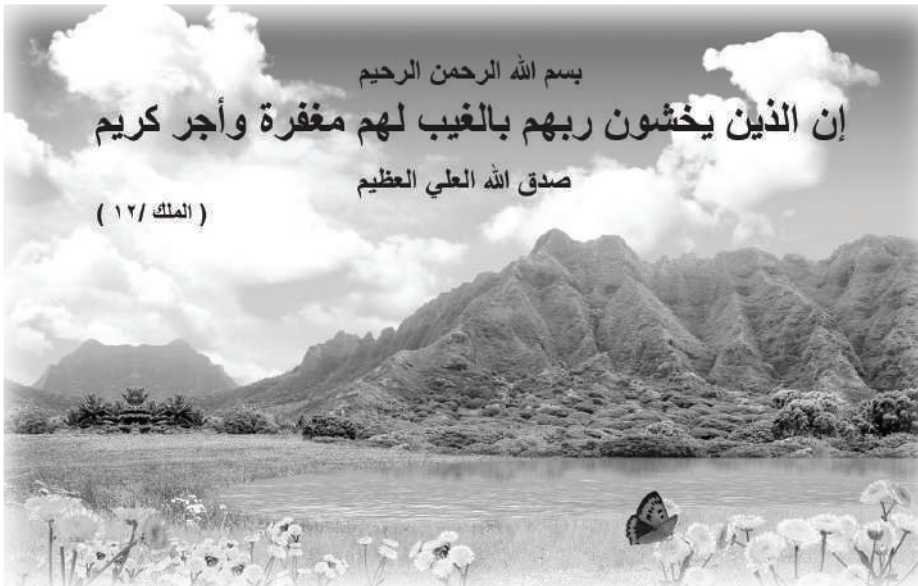 بسم الله الرحمن الرحيم
إن الذين يخشون ربهم بالغيب لهم مغفرة وأجر كريم
صدق الله العلي العظيم
( الملك /١٢ )